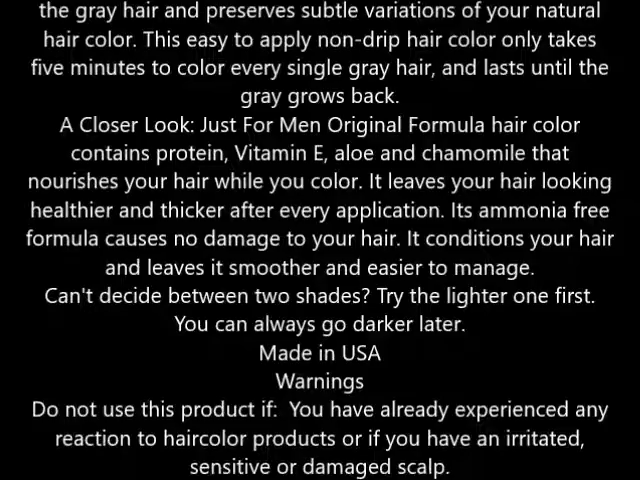 the gray hair and preserves subtle variations of your natural
hair color. This easy to apply non-drip hair color only takes
five minutes to color every single gray hair, and lasts until the
gray grows back.
A Closer Look: Just For Men Original Formula hair color
contains protein, Vitamin E, aloe and chamomile that
nourishes your hair while you color. It leaves your hair looking
healthier and thicker after every application. Its ammonia free
formula causes no damage to your hair. It conditions your hair
and leaves it smoother and easier to manage.
Can't decide between two shades? Try the lighter one first.
You can always go darker later.
Made in USA
Warnings
Do not use this product if:  You have already experienced any
reaction to haircolor products or if you have an irritated,
sensitive or damaged scalp.